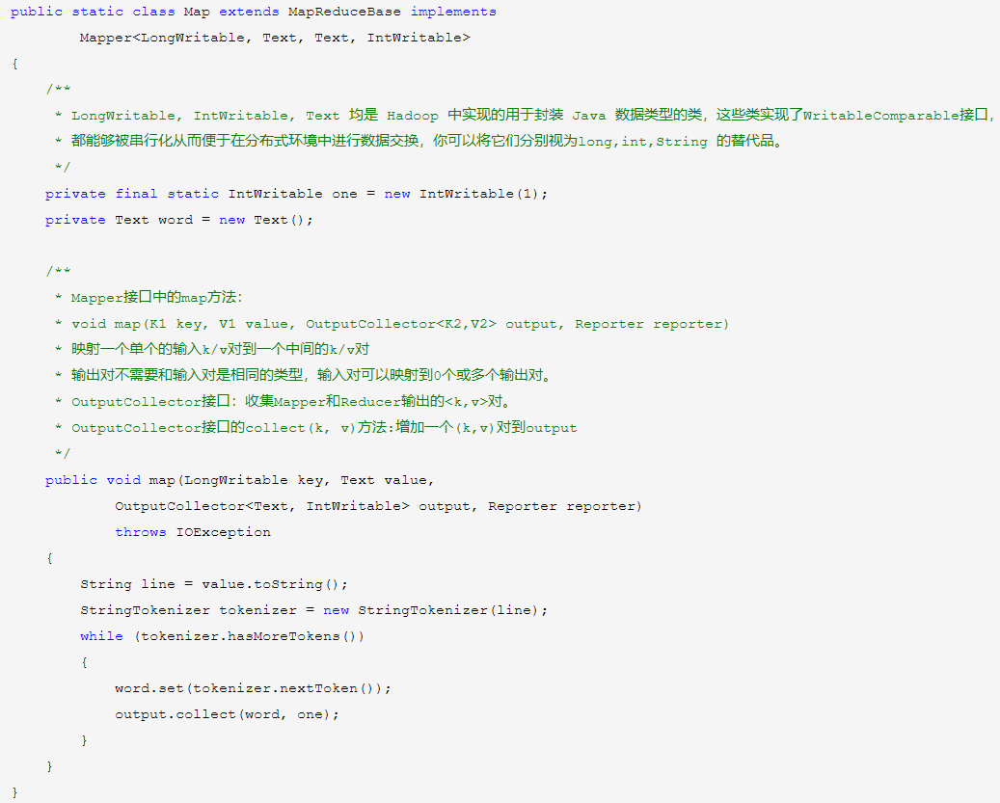 public static class Map extends MapReduceBase implements
        Mapper<LongWritable, Text, Text, IntWritable>
{
    /**
     * LongWritable, IntWritable, Text 均是 Hadoop 中实现的用于封装 Java 数据类型的类，这些类实现了WritableComparable接口，
     * 都能够被串行化从而便于在分布式环境中进行数据交换，你可以将它们分别视为long,int,String 的替代品。
     */
    private final static IntWritable one = new IntWritable(1);
    private Text word = new Text();

    /**
     * Mapper接口中的map方法：
     * void map(K1 key, V1 value, OutputCollector<K2,V2> output, Reporter reporter)
     * 映射一个单个的输入k/v对到一个中间的k/v对
     * 输出对不需要和输入对是相同的类型，输入对可以映射到0个或多个输出对。
     * OutputCollector接口：收集Mapper和Reducer输出的<k,v>对。
     * OutputCollector接口的collect(k, v)方法:增加一个(k,v)对到output
     */
    public void map(LongWritable key, Text value,
            OutputCollector<Text, IntWritable> output, Reporter reporter)
            throws IOException
    {
        String line = value.toString();
        StringTokenizer tokenizer = new StringTokenizer(line);
        while (tokenizer.hasMoreTokens())
        {
            word.set(tokenizer.nextToken());
            output.collect(word, one);
        }
    }
}